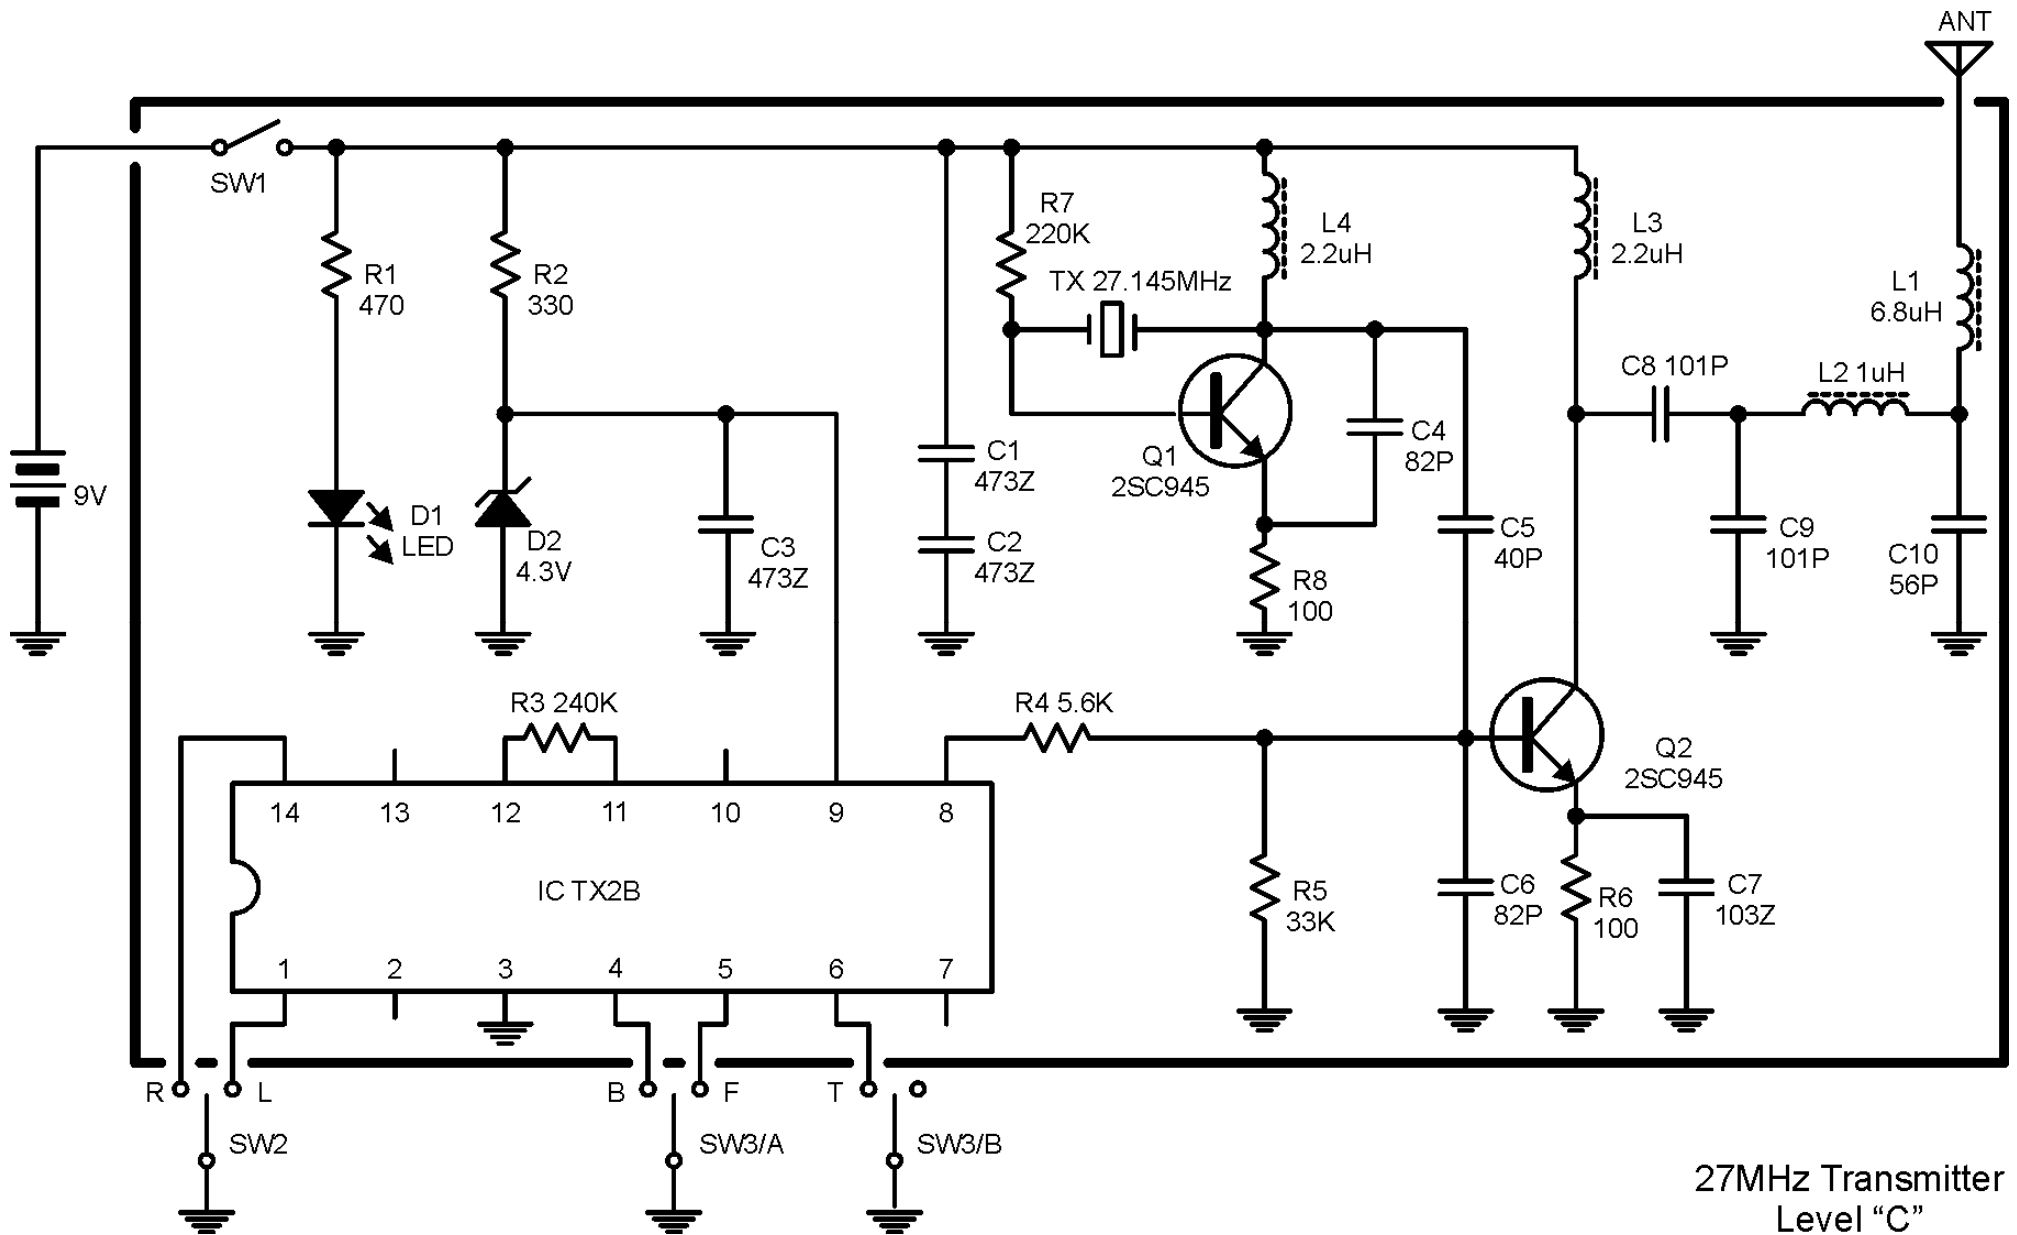 ANT
SW1
R7
220K
L4
2.2uH
L3
2.2uH
R1
470
R2
330
TX 27.145MHz
L1
6.8uH
C8 101P
L2 1uH
9V
D1
LED
D2
4.3V
C3
473Z
C1
473Z
C2
473Z
Q1
2SC945
C4
82P
C5
40P
R8
100
C9
101P
C10
56P
R3 240K
R4 5.6K
Q2
2SC945
14 13 12 11 10 9 8
IC TX2B
1 2 3 4 5 6 7
R5
33K
C6
82P
R6
100
C7
103Z
R L B F T
SW2 SW3/A SW3/B
27MHz Transmitter
Level “C”